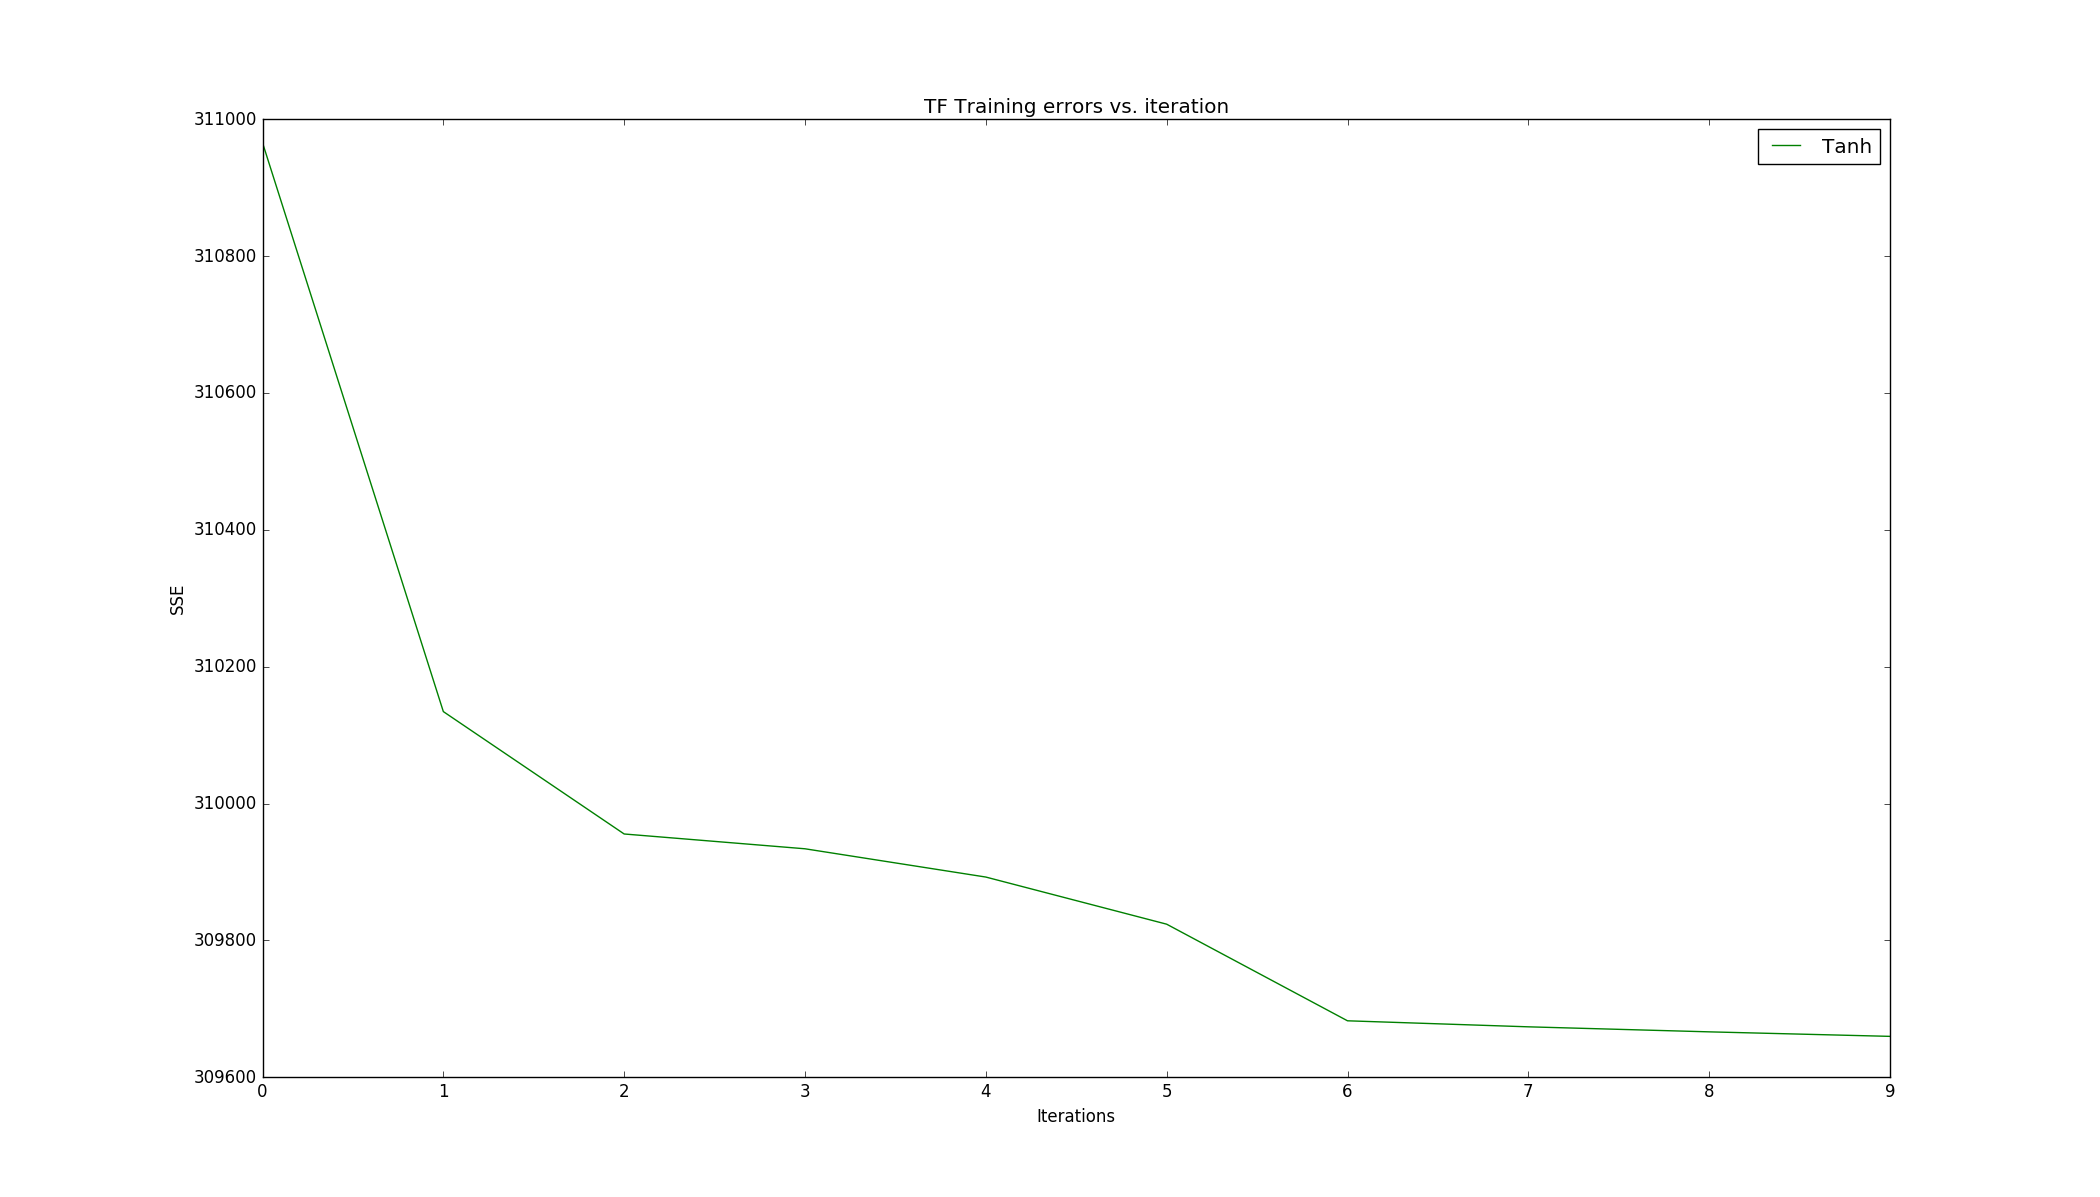 TF Training errors vs. iteration
311000
Tanh
310800
310600
310400
SSE
310200
310000
309800
309600
0 1 2 3 4 5 6 7 8 9
Iterations